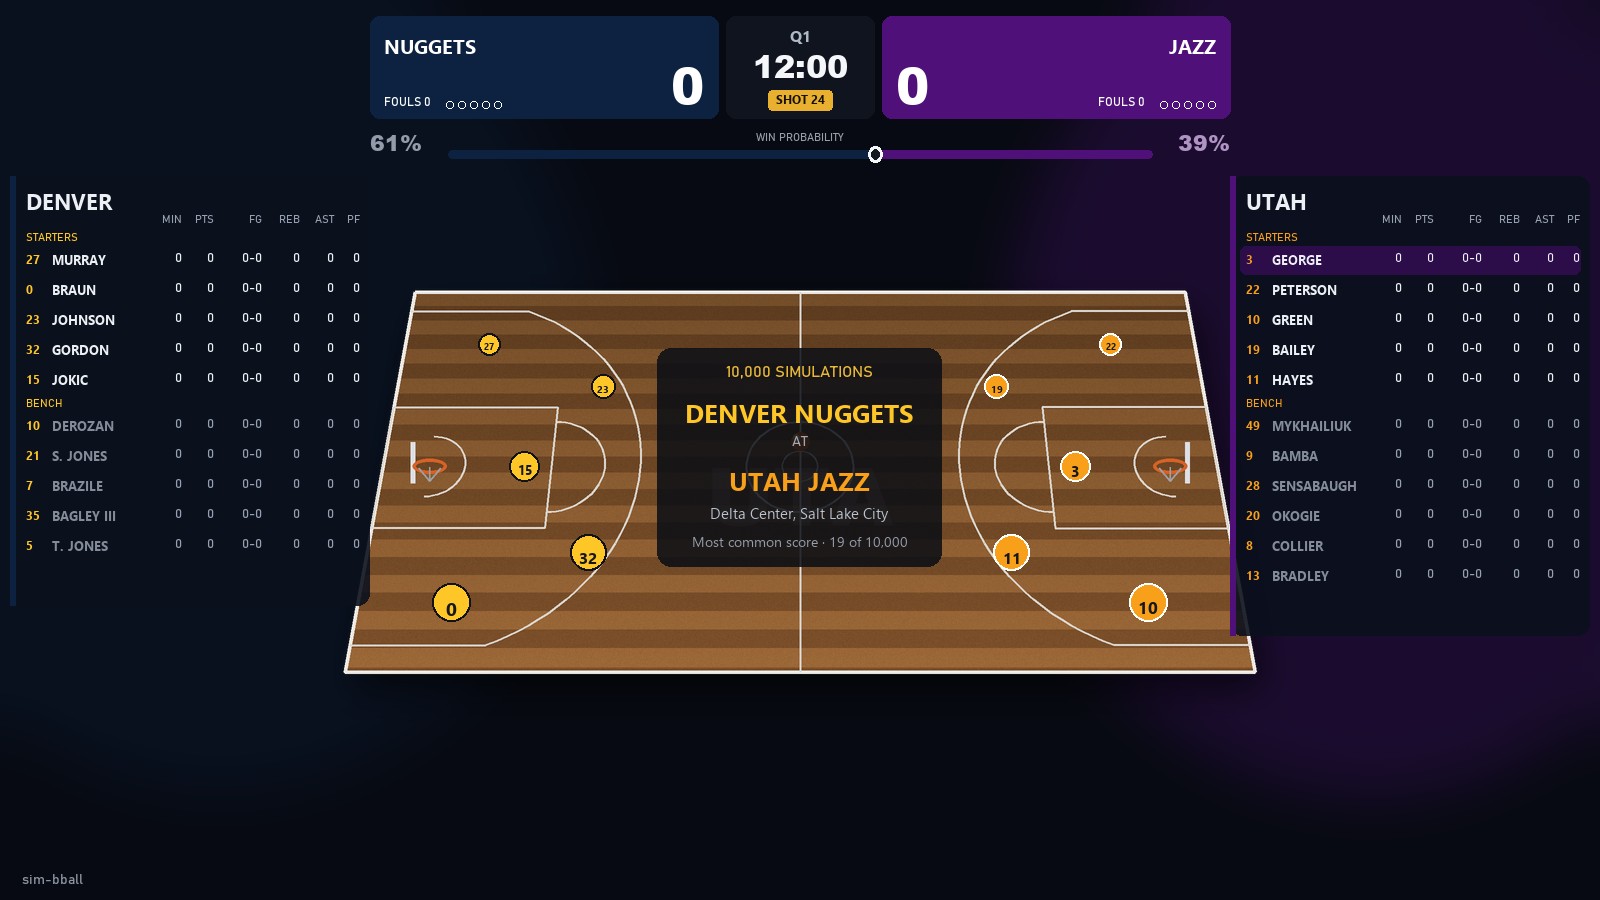 NUGGETS
0
FOULS 0
Q1
12:00
SHOT 24
JAZZ
0
FOULS 0
61%
WIN PROBABILITY
39%
DENVER
MIN PTS FG REB AST PF
STARTERS
27 MURRAY 0 0 0-0 0 0 0
0 BRAUN 0 0 0-0 0 0 0
23 JOHNSON 0 0 0-0 0 0 0
32 GORDON 0 0 0-0 0 0 0
15 JOKIC 0 0 0-0 0 0 0
BENCH
10 DEROZAN 0 0 0-0 0 0 0
21 S. JONES 0 0 0-0 0 0 0
7 BRAZILE 0 0 0-0 0 0 0
35 BAGLEY III 0 0 0-0 0 0 0
5 T. JONES 0 0 0-0 0 0 0
27
23
15
32
0
10,000 SIMULATIONS
DENVER NUGGETS
AT
UTAH JAZZ
Delta Center, Salt Lake City
Most common score · 19 of 10,000
22
19
3
11
10
UTAH
MIN PTS FG REB AST PF
STARTERS
3 GEORGE 0 0 0-0 0 0 0
22 PETERSON 0 0 0-0 0 0 0
10 GREEN 0 0 0-0 0 0 0
19 BAILEY 0 0 0-0 0 0 0
11 HAYES 0 0 0-0 0 0 0
BENCH
49 MYKHAILIUK 0 0 0-0 0 0 0
9 BAMBA 0 0 0-0 0 0 0
28 SENSABAUGH 0 0 0-0 0 0 0
20 OKOGIE 0 0 0-0 0 0 0
8 COLLIER 0 0 0-0 0 0 0
13 BRADLEY 0 0 0-0 0 0 0
sim-bball